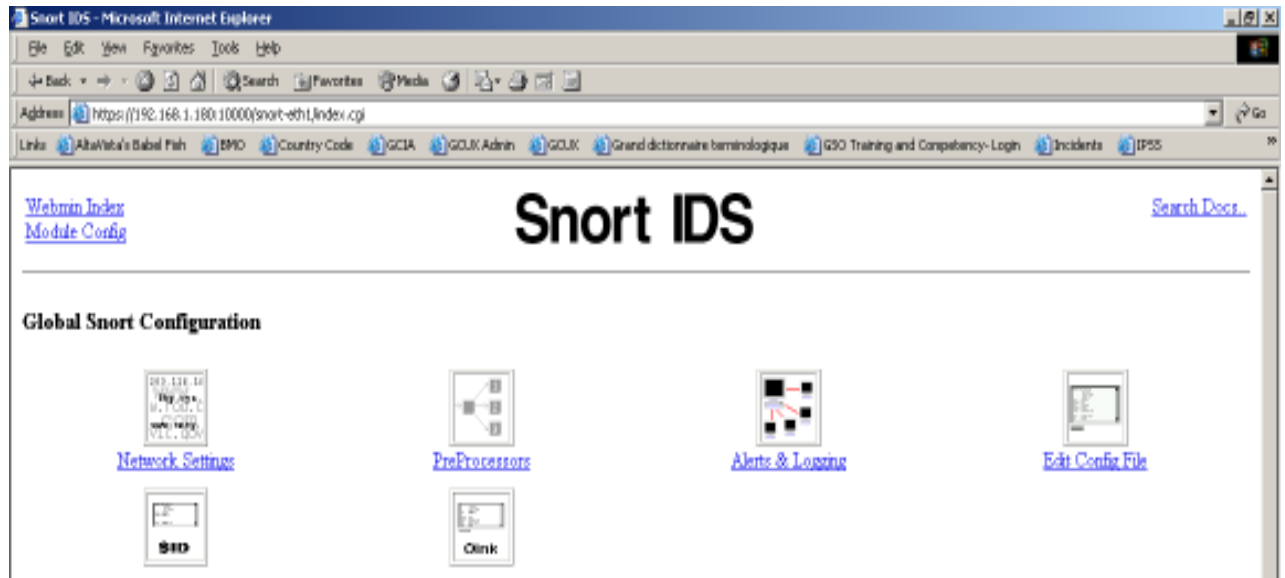 Snort IDS - Microsoft Internet Explorer
File Edit View Favorites Tools Help
Back Search Favorites Media
Address https://192.168.1.180:10000/snort-eth1/index.cgi Go
Links AltaVista's Babel Fish BMO Country Code GCIA GCUX Admin GCUX Grand dictionnaire terminologique GSO Training and Competency- Login Incidents IPSS »
Webmin Index
Module Config
Snort IDS
Search Docs..
Global Snort Configuration
Network Settings PreProcessors Alerts & Logging Edit Config File
SID Oink